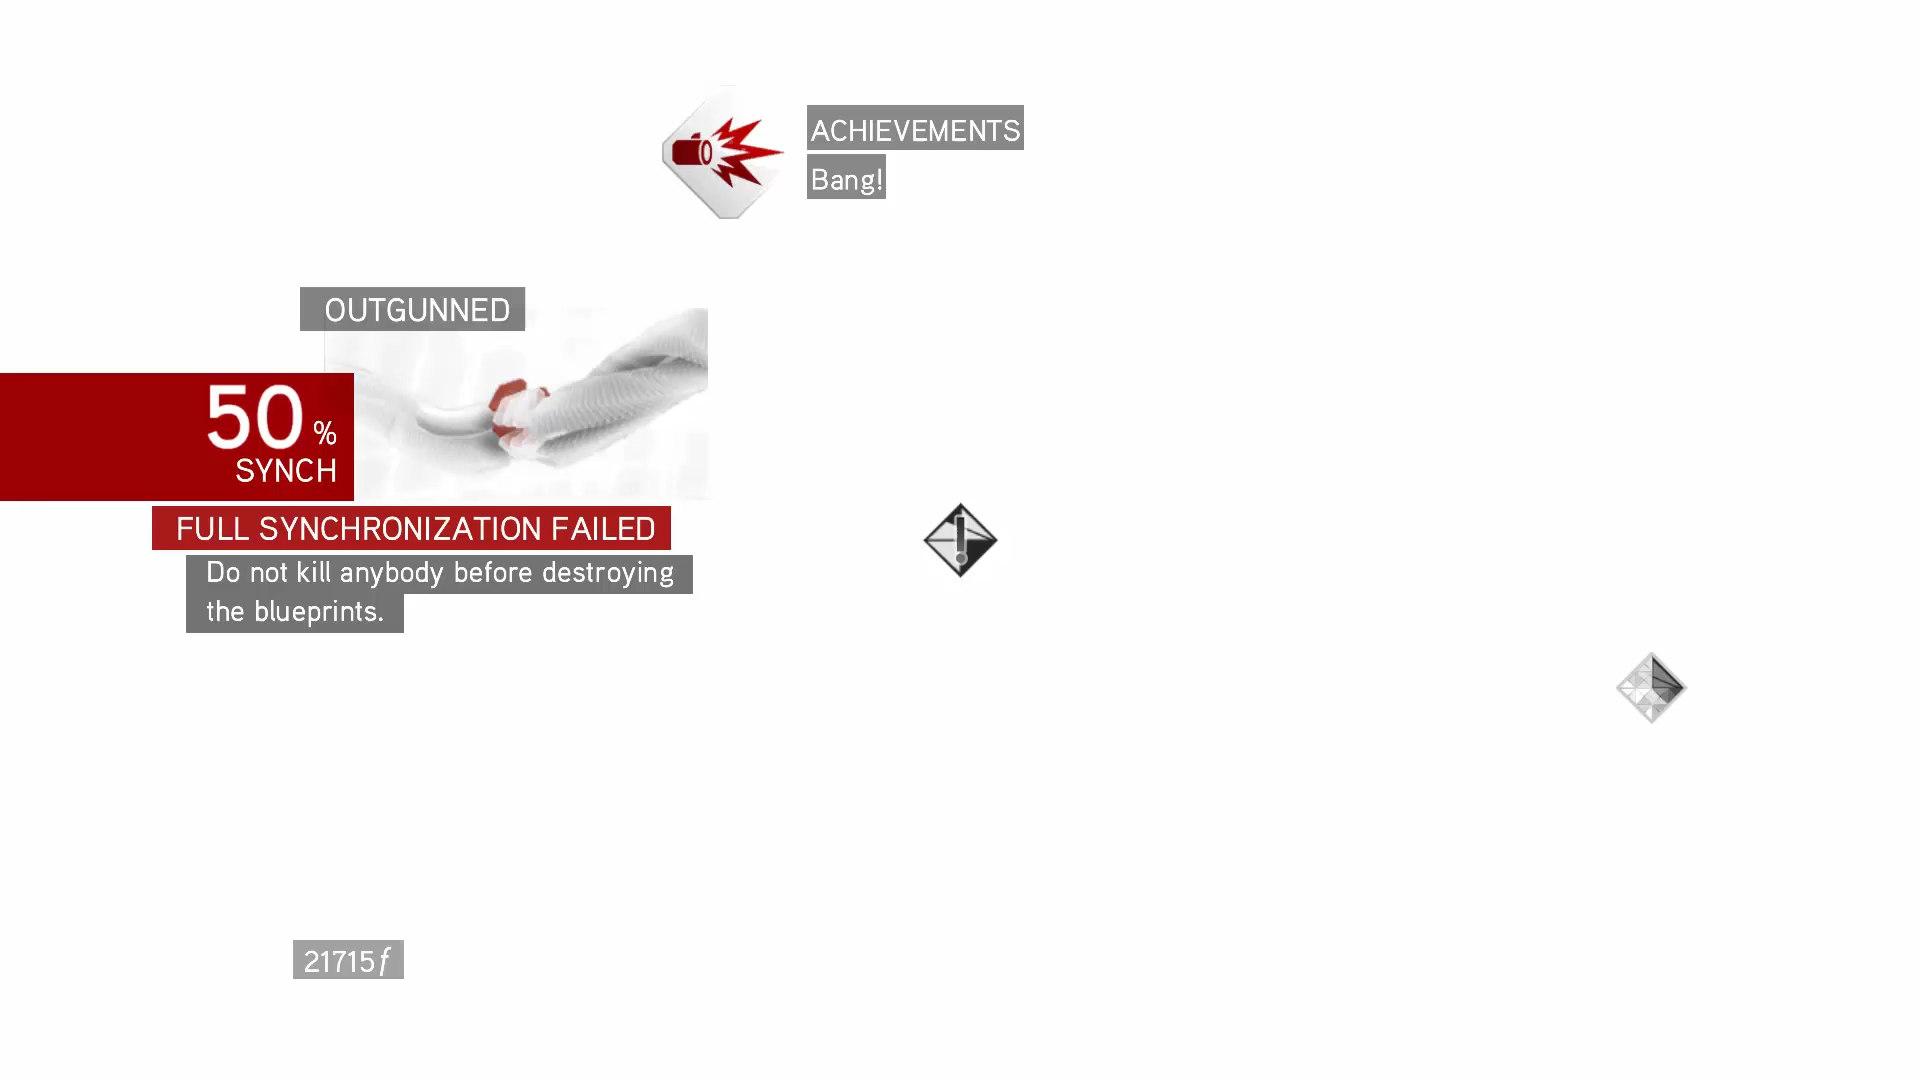 ACHIEVEMENTS
Bang!
OUTGUNNED
50 %
SYNCH
FULL SYNCHRONIZATION FAILED
Do not kill anybody before destroying
the blueprints.
21715ƒ